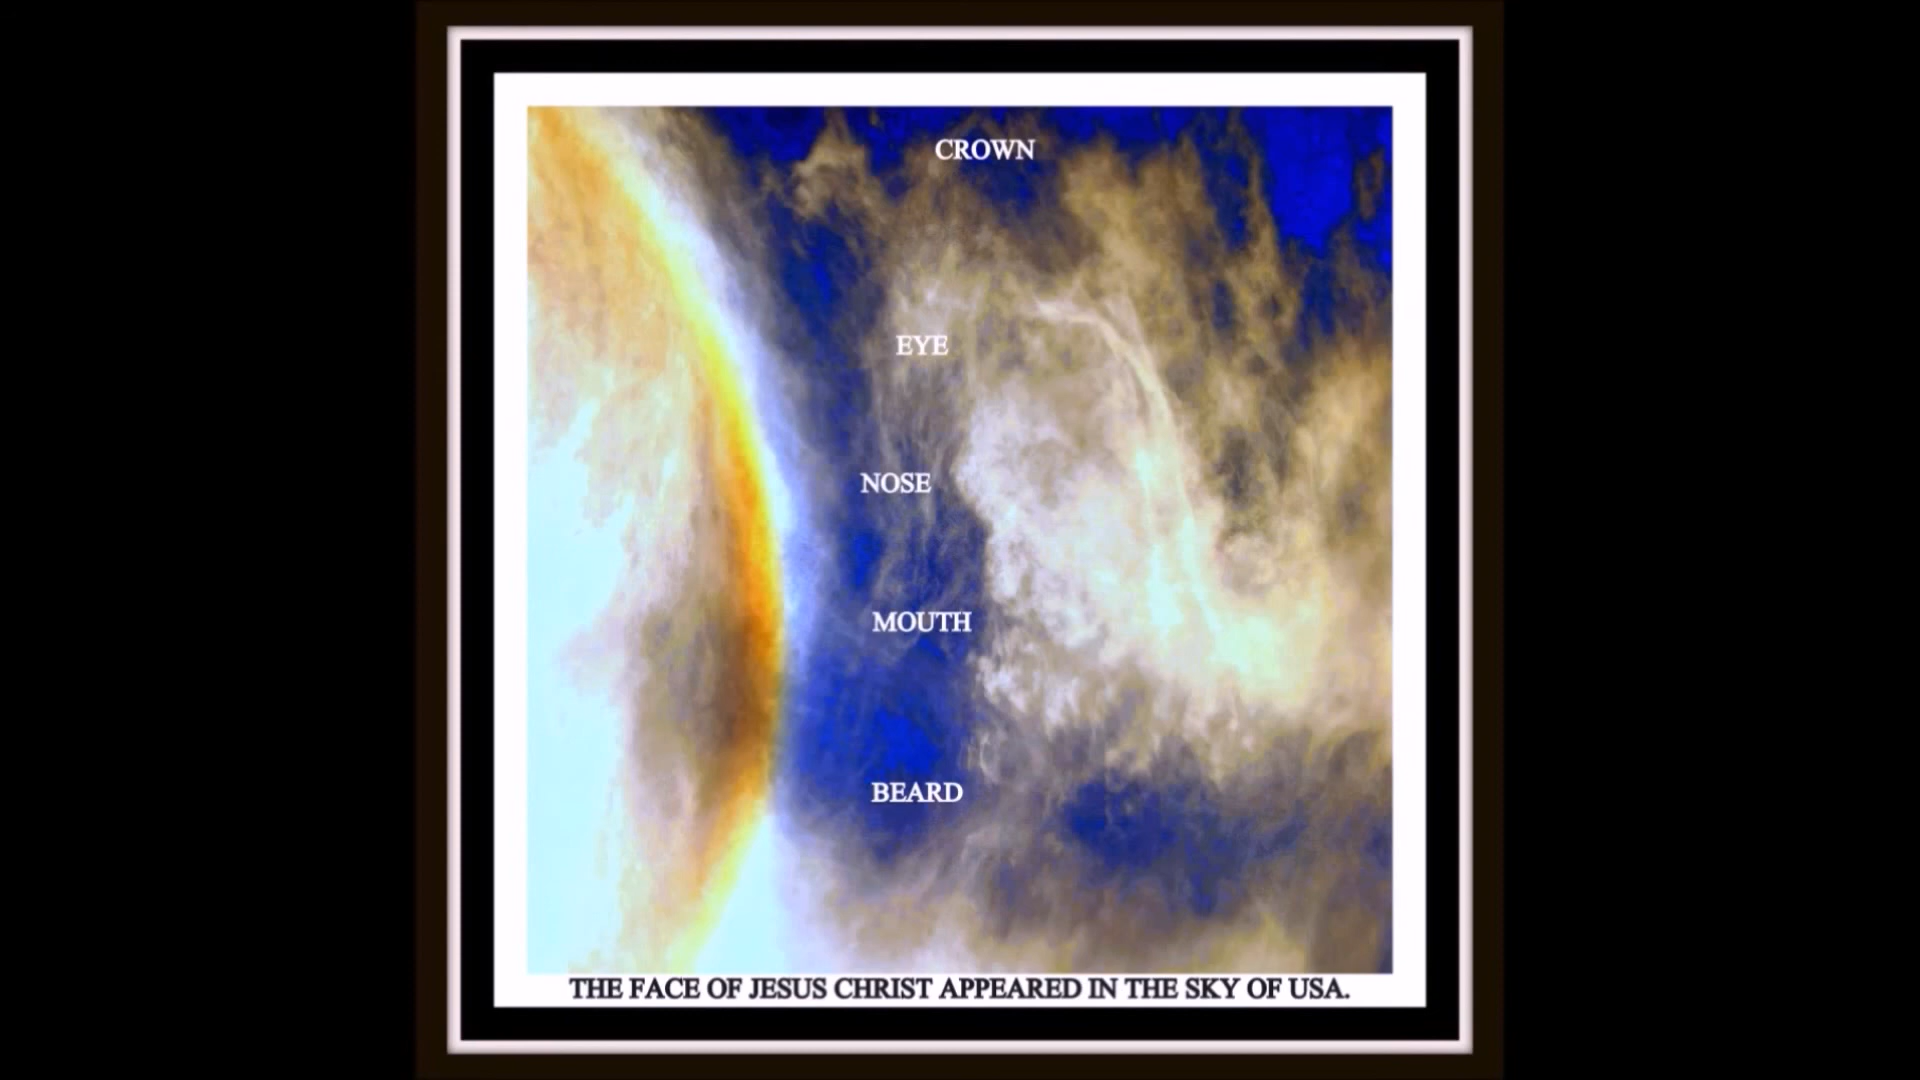 CROWN
EYE
NOSE
MOUTH
BEARD
THE FACE OF JESUS CHRIST APPEARED IN THE SKY OF USA.